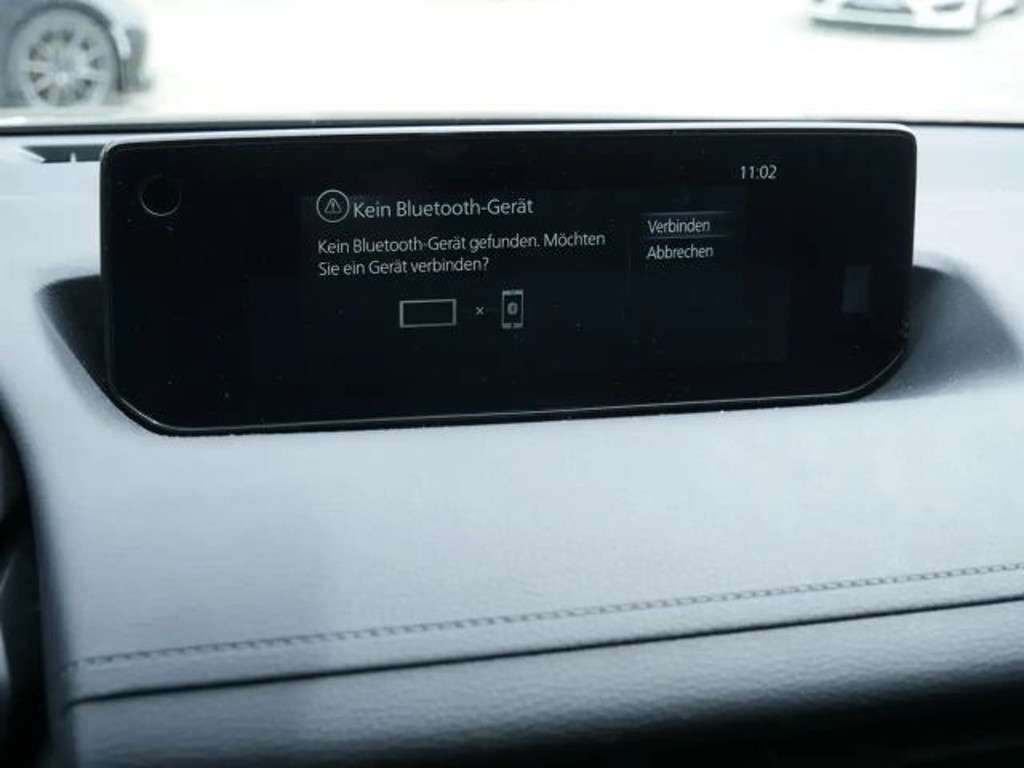 11:02
Kein Bluetooth-Gerät
Kein Bluetooth-Gerät gefunden. Möchten
Sie ein Gerät verbinden?
Verbinden
Abbrechen